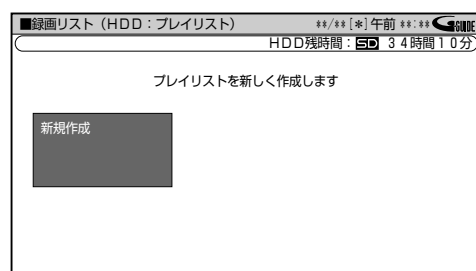 ■録画リスト（HDD：プレイリスト） **/**[*]午前 **:** GGUIDE
HDD残時間：SD 34時間10分
プレイリストを新しく作成します
新規作成